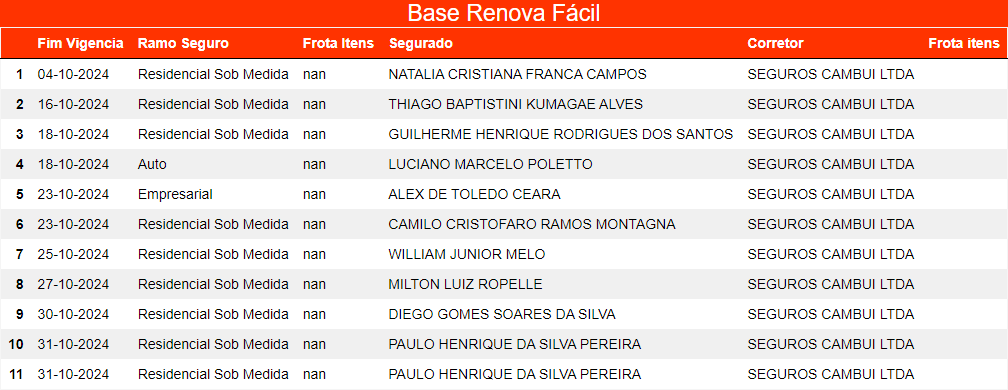 Base Renova Fácil
Fim Vigencia Ramo Seguro Frota Itens Segurado Corretor Frota itens
1 04-10-2024 Residencial Sob Medida nan NATALIA CRISTIANA FRANCA CAMPOS SEGUROS CAMBUI LTDA
2 16-10-2024 Residencial Sob Medida nan THIAGO BAPTISTINI KUMAGAE ALVES SEGUROS CAMBUI LTDA
3 18-10-2024 Residencial Sob Medida nan GUILHERME HENRIQUE RODRIGUES DOS SANTOS SEGUROS CAMBUI LTDA
4 18-10-2024 Auto nan LUCIANO MARCELO POLETTO SEGUROS CAMBUI LTDA
5 23-10-2024 Empresarial nan ALEX DE TOLEDO CEARA SEGUROS CAMBUI LTDA
6 23-10-2024 Residencial Sob Medida nan CAMILO CRISTOFARO RAMOS MONTAGNA SEGUROS CAMBUI LTDA
7 25-10-2024 Residencial Sob Medida nan WILLIAM JUNIOR MELO SEGUROS CAMBUI LTDA
8 27-10-2024 Residencial Sob Medida nan MILTON LUIZ ROPELLE SEGUROS CAMBUI LTDA
9 30-10-2024 Residencial Sob Medida nan DIEGO GOMES SOARES DA SILVA SEGUROS CAMBUI LTDA
10 31-10-2024 Residencial Sob Medida nan PAULO HENRIQUE DA SILVA PEREIRA SEGUROS CAMBUI LTDA
11 31-10-2024 Residencial Sob Medida nan PAULO HENRIQUE DA SILVA PEREIRA SEGUROS CAMBUI LTDA